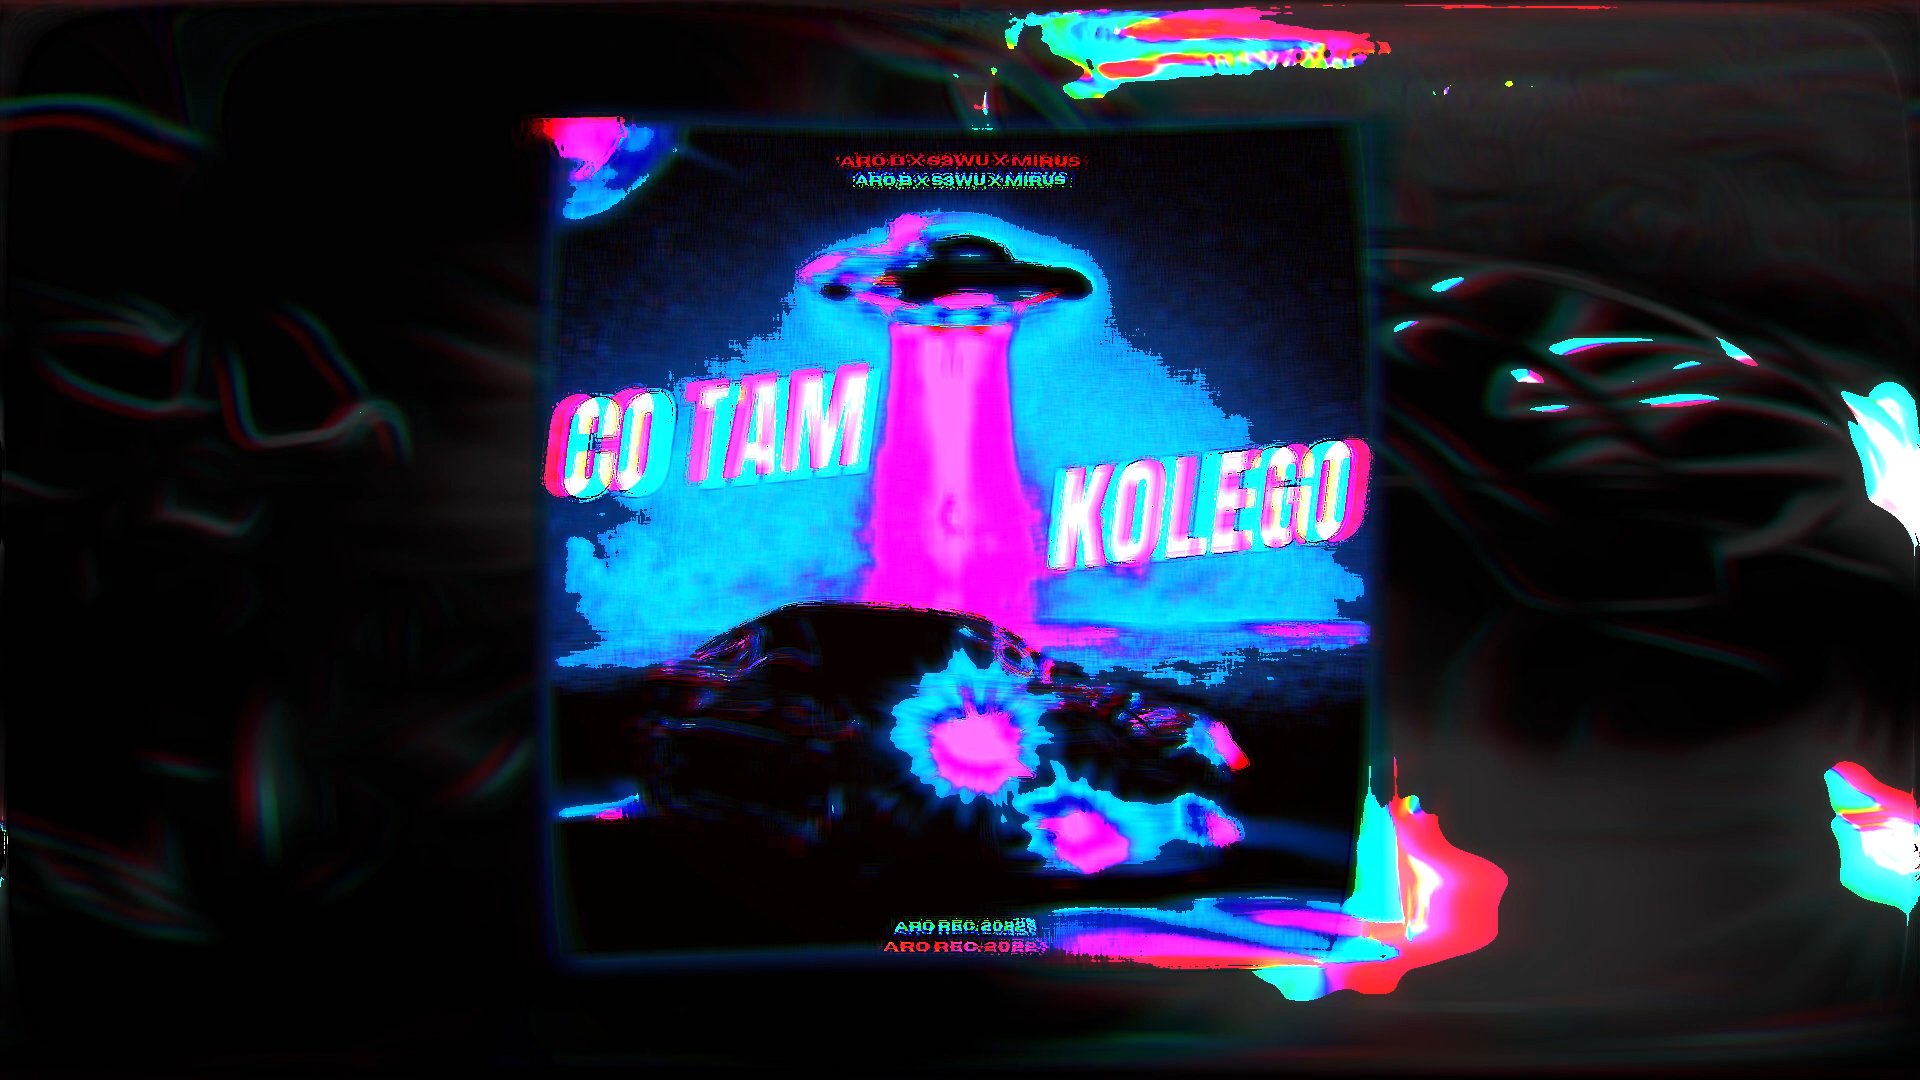 ARO B X S3WU X MIRUS
ARO B X S3WU X MIRUS
CO TAM
KOLEGO
ARO REC. 2022
ARO REC. 2022